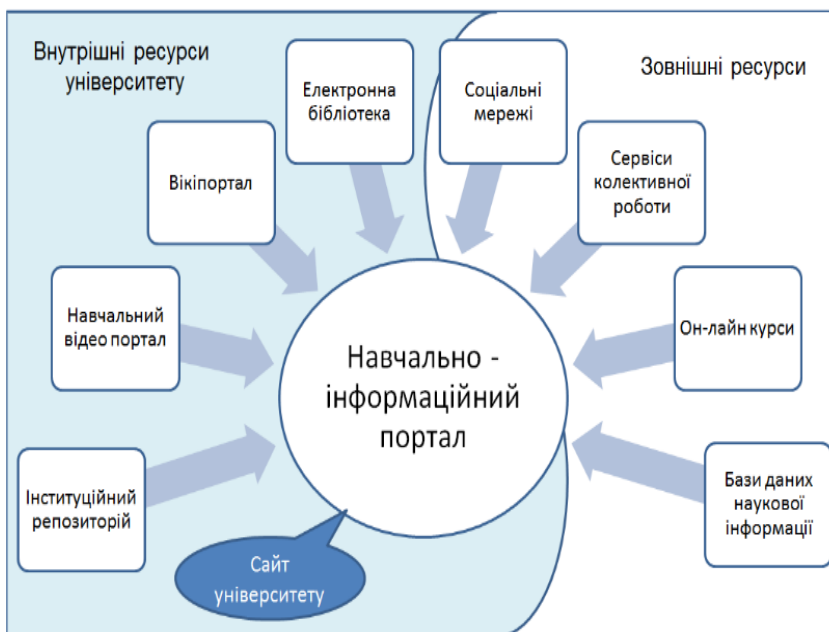 Внутрішні ресурси
університету
Зовнішні ресурси
Електронна
бібліотека
Соціальні
мережі
Вікіпортал
Сервіси
колективної
роботи
Навчальний
відео портал
Он-лайн курси
Навчально -
інформаційний
портал
Інституційний
репозиторій
Бази даних
наукової
інформації
Сайт
університету